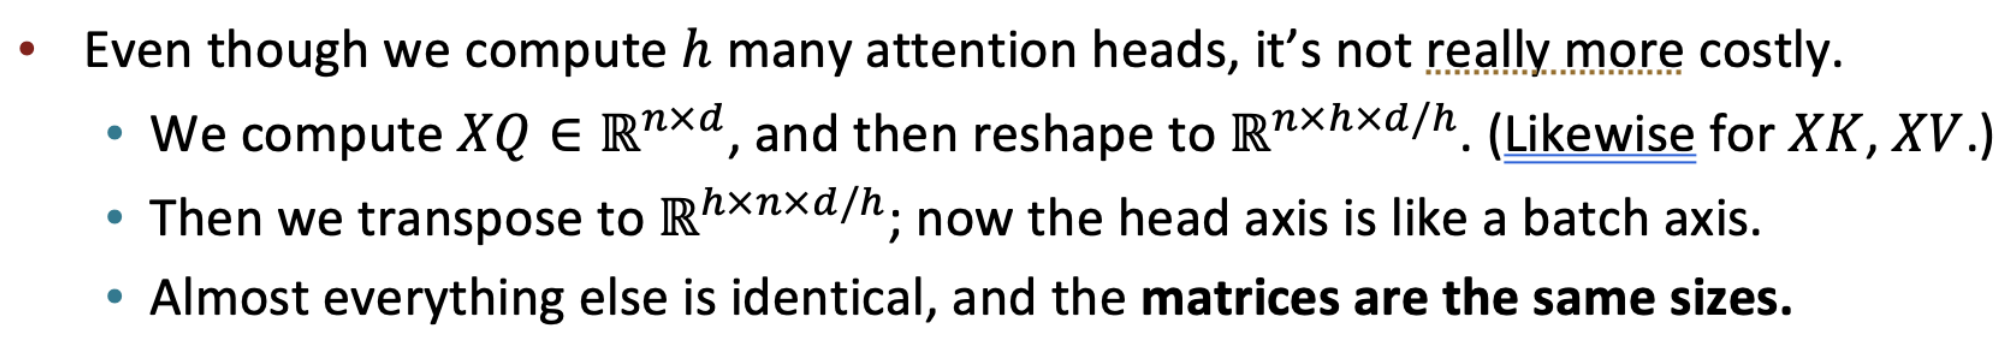 • Even though we compute ℎ many attention heads, it’s not really more costly.
• We compute 𝑋𝑄 ∈ ℝ^{𝑛×𝑑}, and then reshape to ℝ^{𝑛×ℎ×𝑑/ℎ}. (Likewise for 𝑋𝐾, 𝑋𝑉.)
• Then we transpose to ℝ^{ℎ×𝑛×𝑑/ℎ}; now the head axis is like a batch axis.
• Almost everything else is identical, and the matrices are the same sizes.